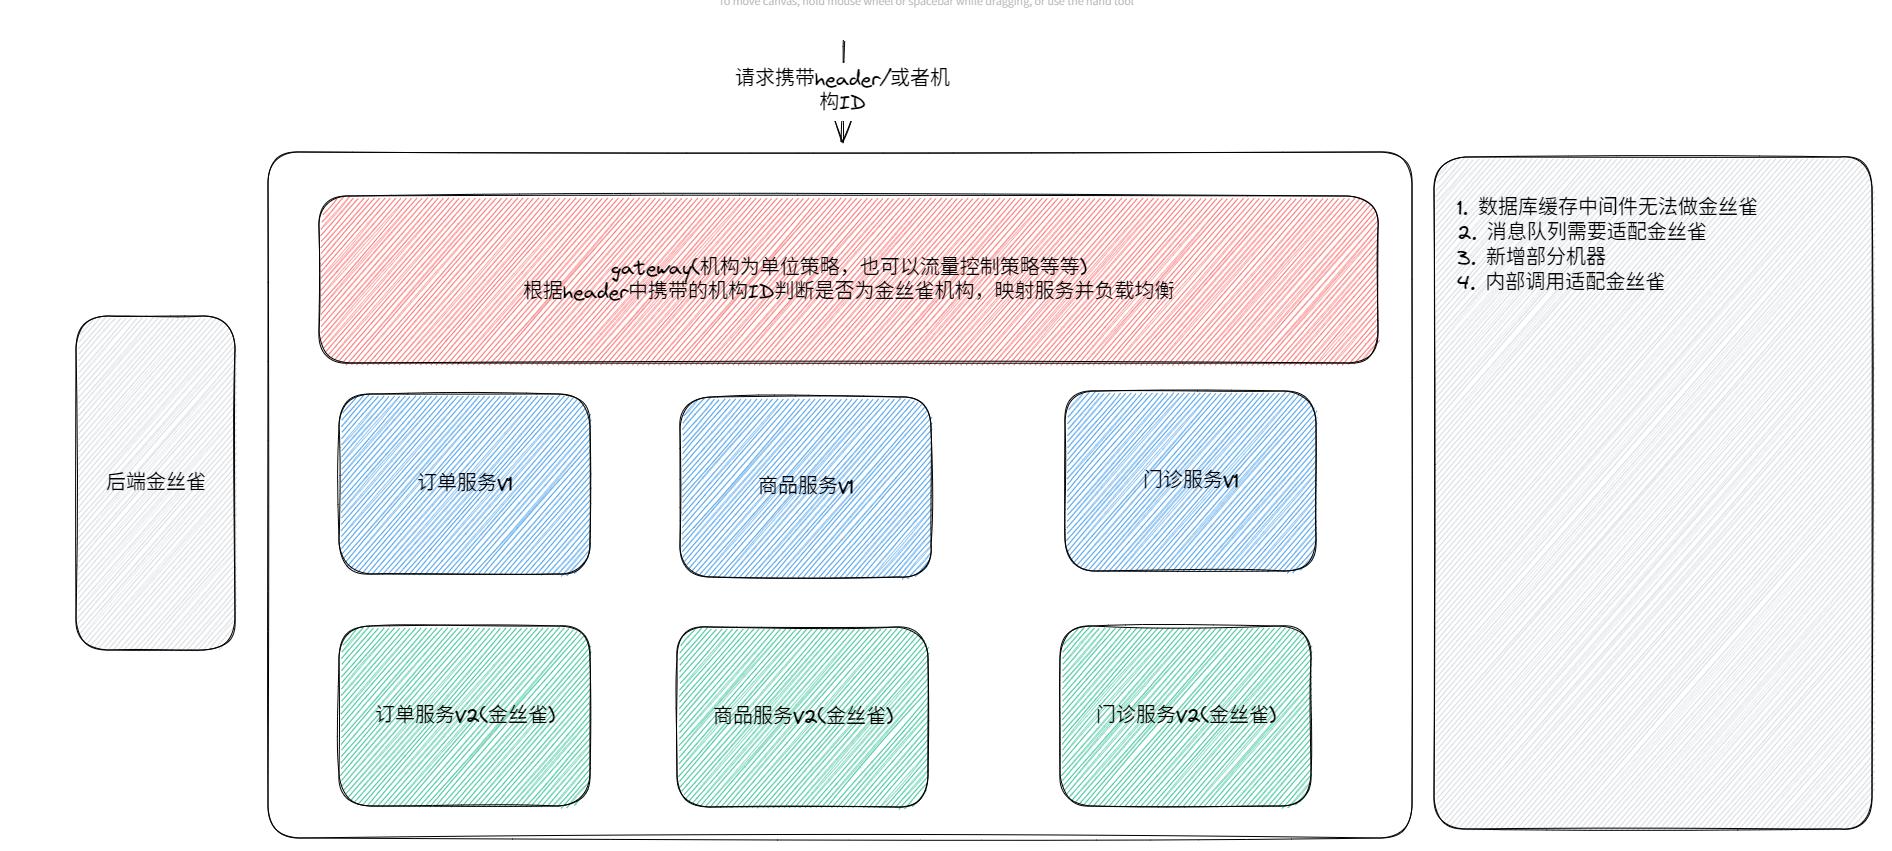 To move canvas, hold mouse wheel or spacebar while dragging, or use the hand tool
请求携带header/或者机
构ID
gateway(机构为单位策略，也可以流量控制策略等等)
根据header中携带的机构ID判断是否为金丝雀机构，映射服务并负载均衡
1. 数据库缓存中间件无法做金丝雀
2. 消息队列需要适配金丝雀
3. 新增部分机器
4. 内部调用适配金丝雀
后端金丝雀
订单服务V1
商品服务V1
门诊服务V1
订单服务V2(金丝雀)
商品服务V2(金丝雀)
门诊服务V2(金丝雀)